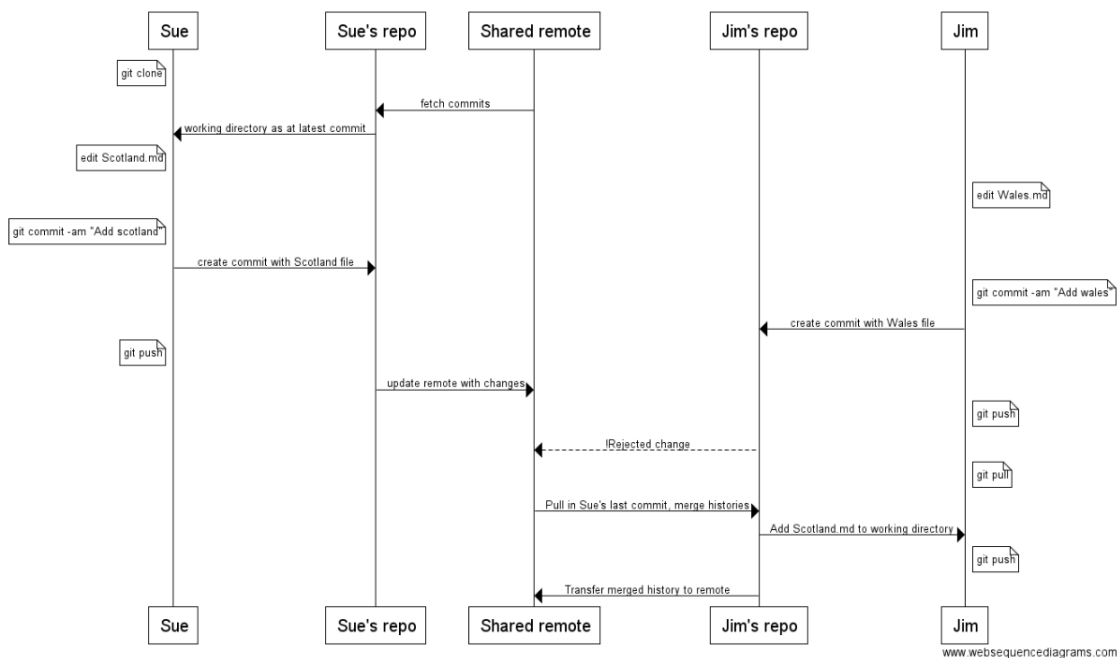 Sue
Sue's repo
Shared remote
Jim's repo
Jim
git clone
fetch commits
working directory as at latest commit
edit Scotland.md
edit Wales.md
git commit -am "Add scotland"
create commit with Scotland file
git commit -am "Add wales"
create commit with Wales file
git push
update remote with changes
git push
!Rejected change
git pull
Pull in Sue's last commit, merge histories
Add Scotland.md to working directory
git push
Transfer merged history to remote
Sue
Sue's repo
Shared remote
Jim's repo
Jim
www.websequencediagrams.com